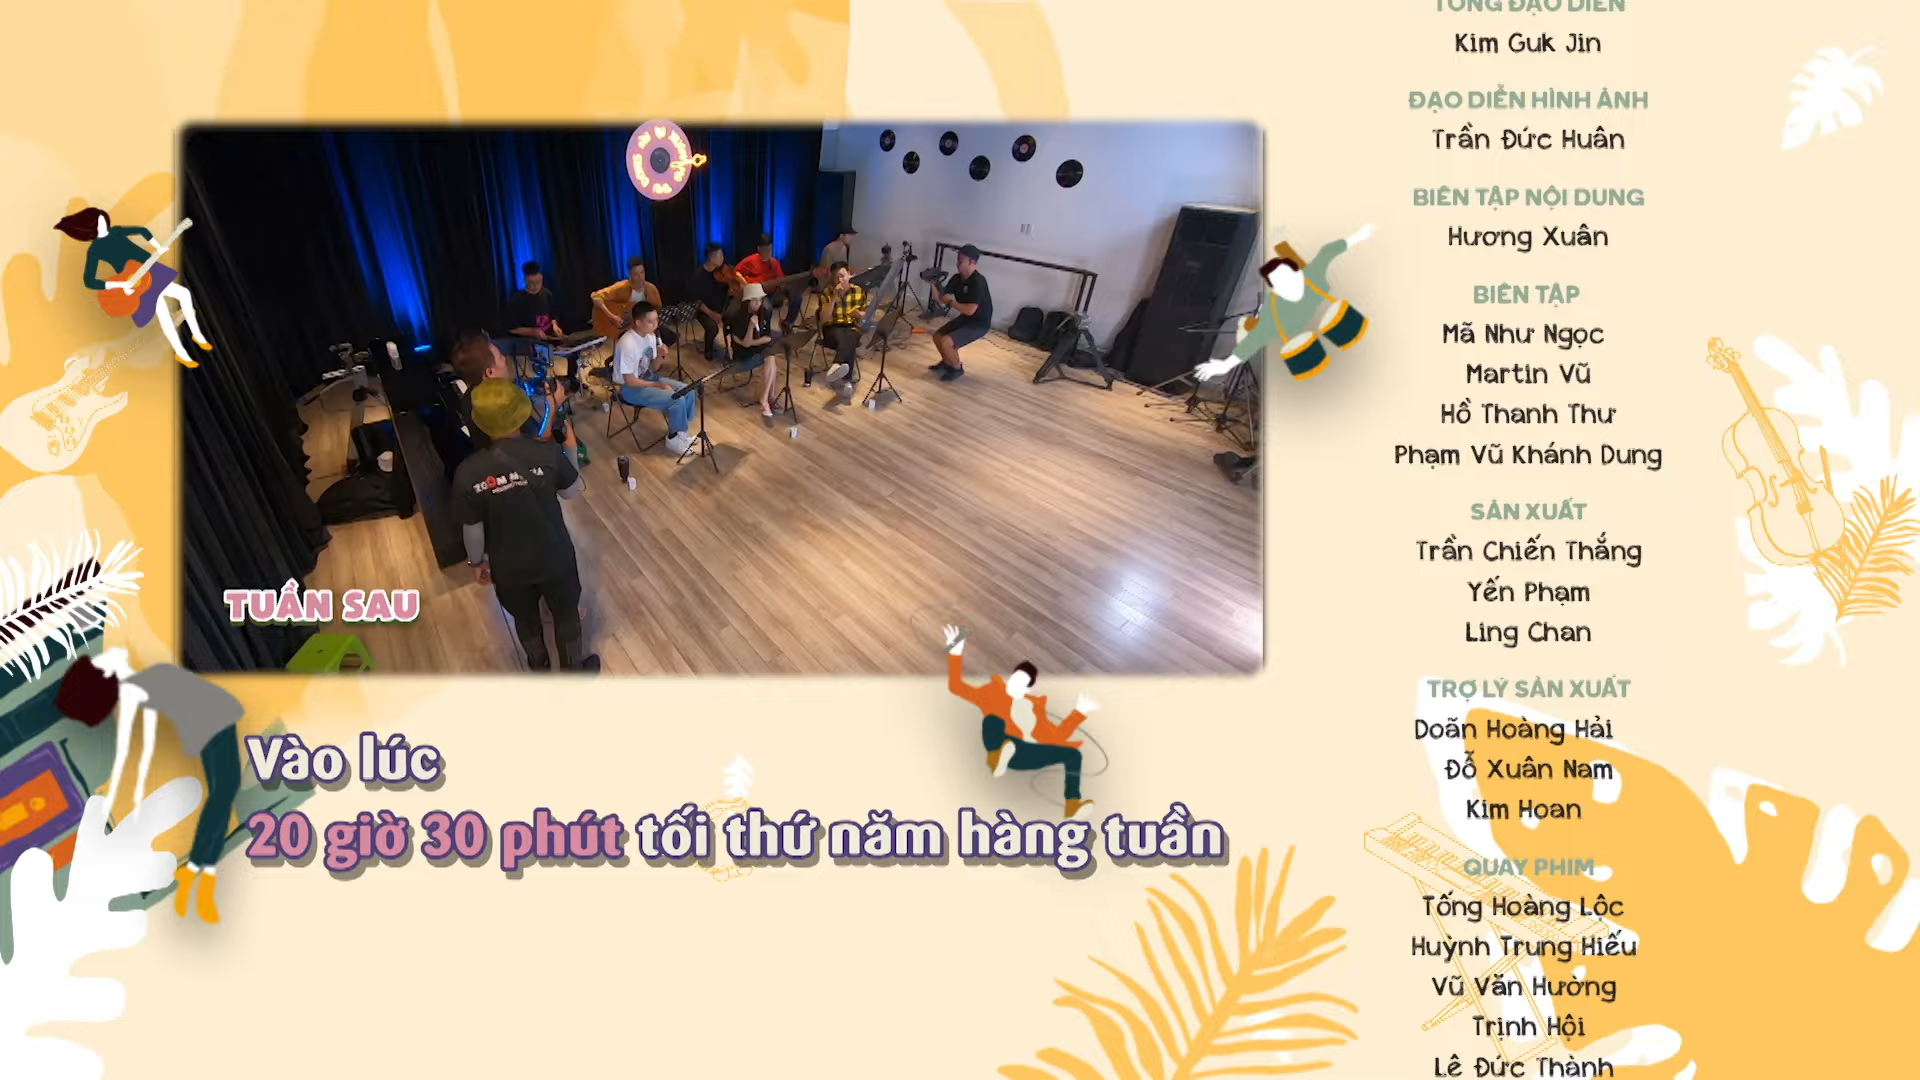 TUẦN SAU
Vào lúc
20 giờ 30 phút tối thứ năm hàng tuần
TỔNG ĐẠO DIỄN
Kim Guk Jin
ĐẠO DIỄN HÌNH ẢNH
Trần Đức Huân
BIÊN TẬP NỘI DUNG
Hương Xuân
BIÊN TẬP
Mã Như Ngọc
Martin Vũ
Hồ Thanh Thư
Phạm Vũ Khánh Dung
SẢN XUẤT
Trần Chiến Thắng
Yến Phạm
Ling Chan
TRỢ LÝ SẢN XUẤT
Doãn Hoàng Hải
Đỗ Xuân Nam
Kim Hoan
QUAY PHIM
Tống Hoàng Lộc
Huỳnh Trung Hiếu
Vũ Văn Hường
Trịnh Hội
Lê Đức Thành